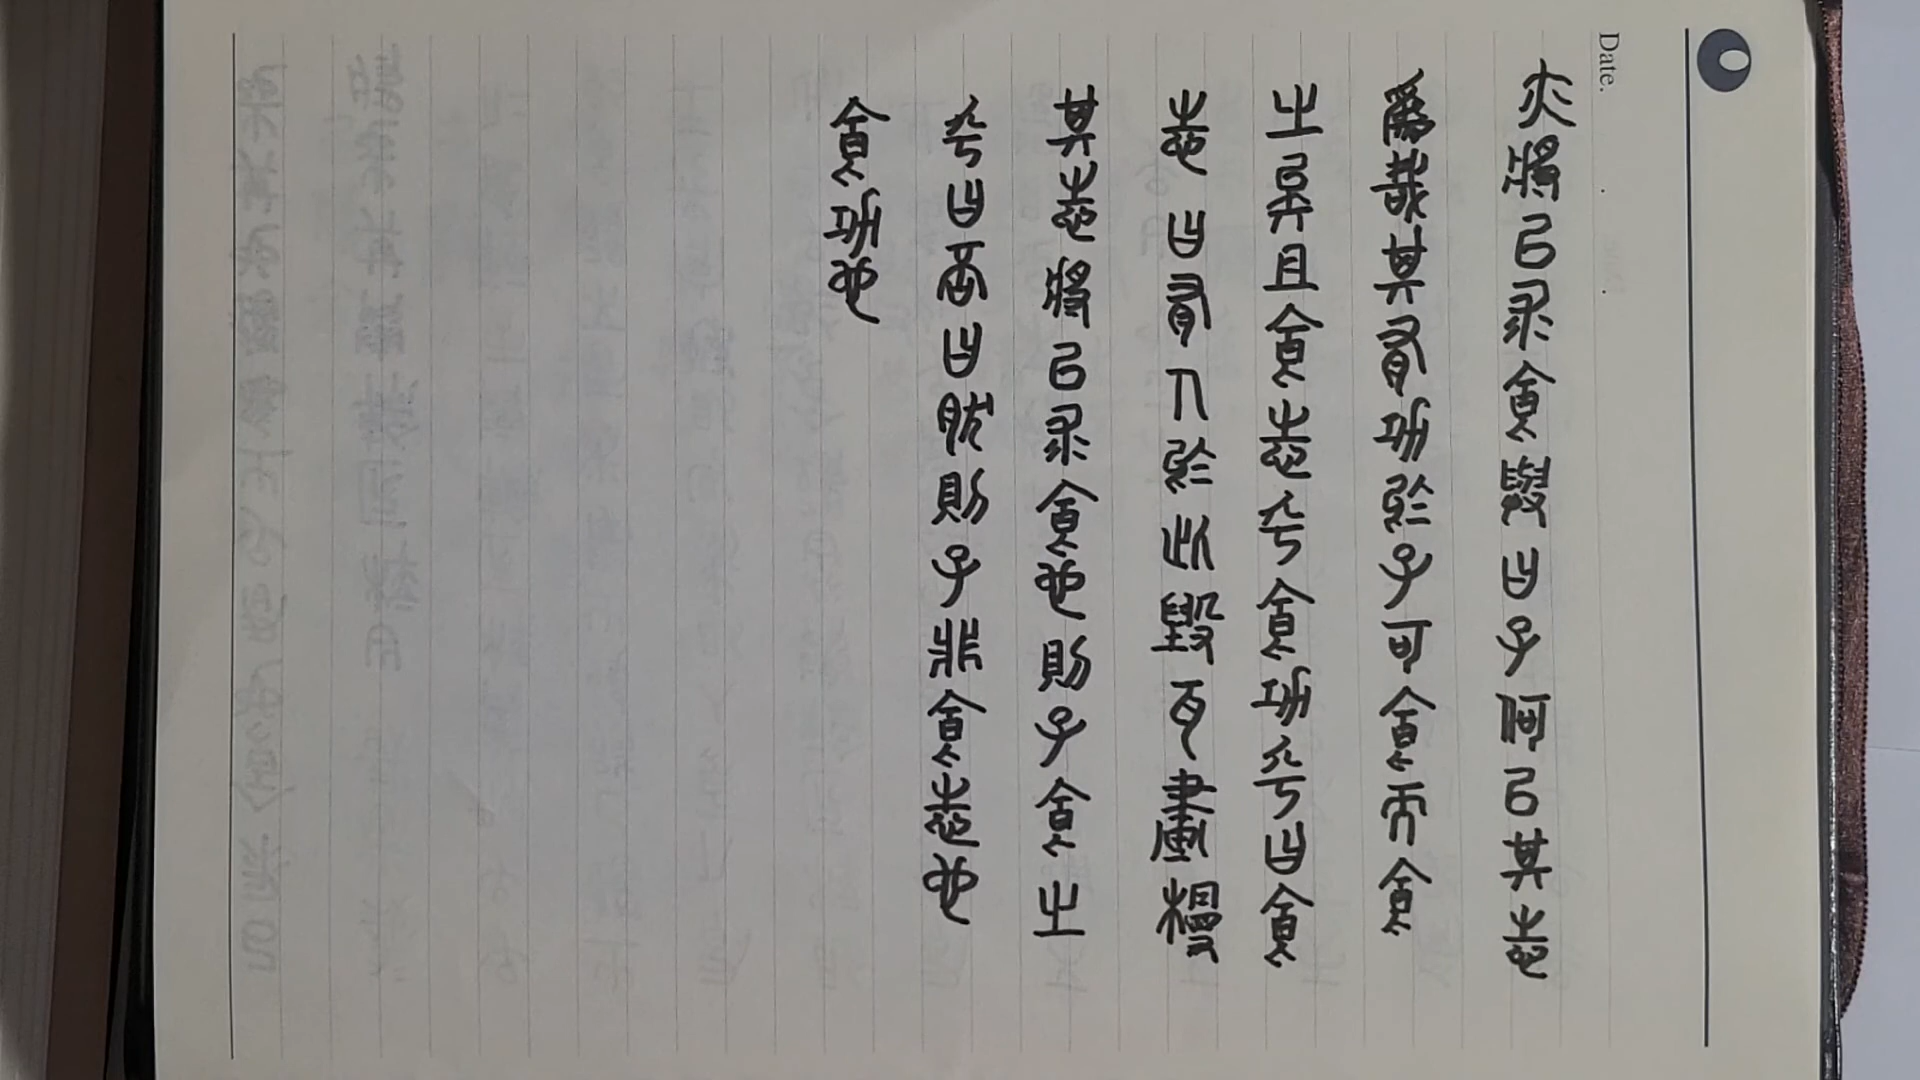 Date.
亦將以求食與曰子何以其志
爲哉其有功於子可食而食
之矣且食志乎食功乎曰食
志曰有人於此毀瓦畫槾
其志將以求食也則子食之
乎曰否曰然則子非食志也
食功也